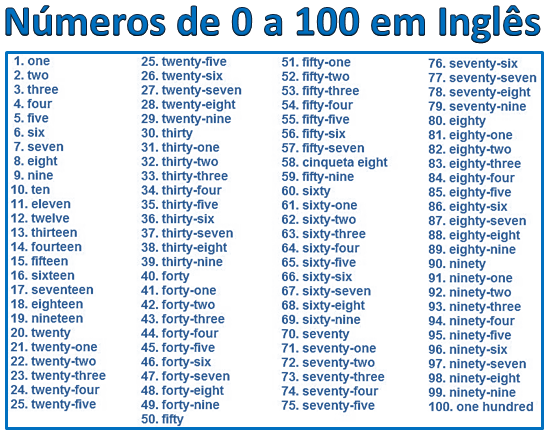 Números de 0 a 100 em Inglês
1. one
2. two
3. three
4. four
5. five
6. six
7. seven
8. eight
9. nine
10. ten
11. eleven
12. twelve
13. thirteen
14. fourteen
15. fifteen
16. sixteen
17. seventeen
18. eighteen
19. nineteen
20. twenty
21. twenty-one
22. twenty-two
23. twenty-three
24. twenty-four
25. twenty-five
25. twenty-five
26. twenty-six
27. twenty-seven
28. twenty-eight
29. twenty-nine
30. thirty
31. thirty-one
32. thirty-two
33. thirty-three
34. thirty-four
35. thirty-five
36. thirty-six
37. thirty-seven
38. thirty-eight
39. thirty-nine
40. forty
41. forty-one
42. forty-two
43. forty-three
44. forty-four
45. forty-five
46. forty-six
47. forty-seven
48. forty-eight
49. forty-nine
50. fifty
51. fifty-one
52. fifty-two
53. fifty-three
54. fifty-four
55. fifty-five
56. fifty-six
57. fifty-seven
58. cinqueta eight
59. fifty-nine
60. sixty
61. sixty-one
62. sixty-two
63. sixty-three
64. sixty-four
65. sixty-five
66. sixty-six
67. sixty-seven
68. sixty-eight
69. sixty-nine
70. seventy
71. seventy-one
72. seventy-two
73. seventy-three
74. seventy-four
75. seventy-five
76. seventy-six
77. seventy-seven
78. seventy-eight
79. seventy-nine
80. eighty
81. eighty-one
82. eighty-two
83. eighty-three
84. eighty-four
85. eighty-five
86. eighty-six
87. eighty-seven
88. eighty-eight
89. eighty-nine
90. ninety
91. ninety-one
92. ninety-two
93. ninety-three
94. ninety-four
95. ninety-five
96. ninety-six
97. ninety-seven
98. ninety-eight
99. ninety-nine
100. one hundred